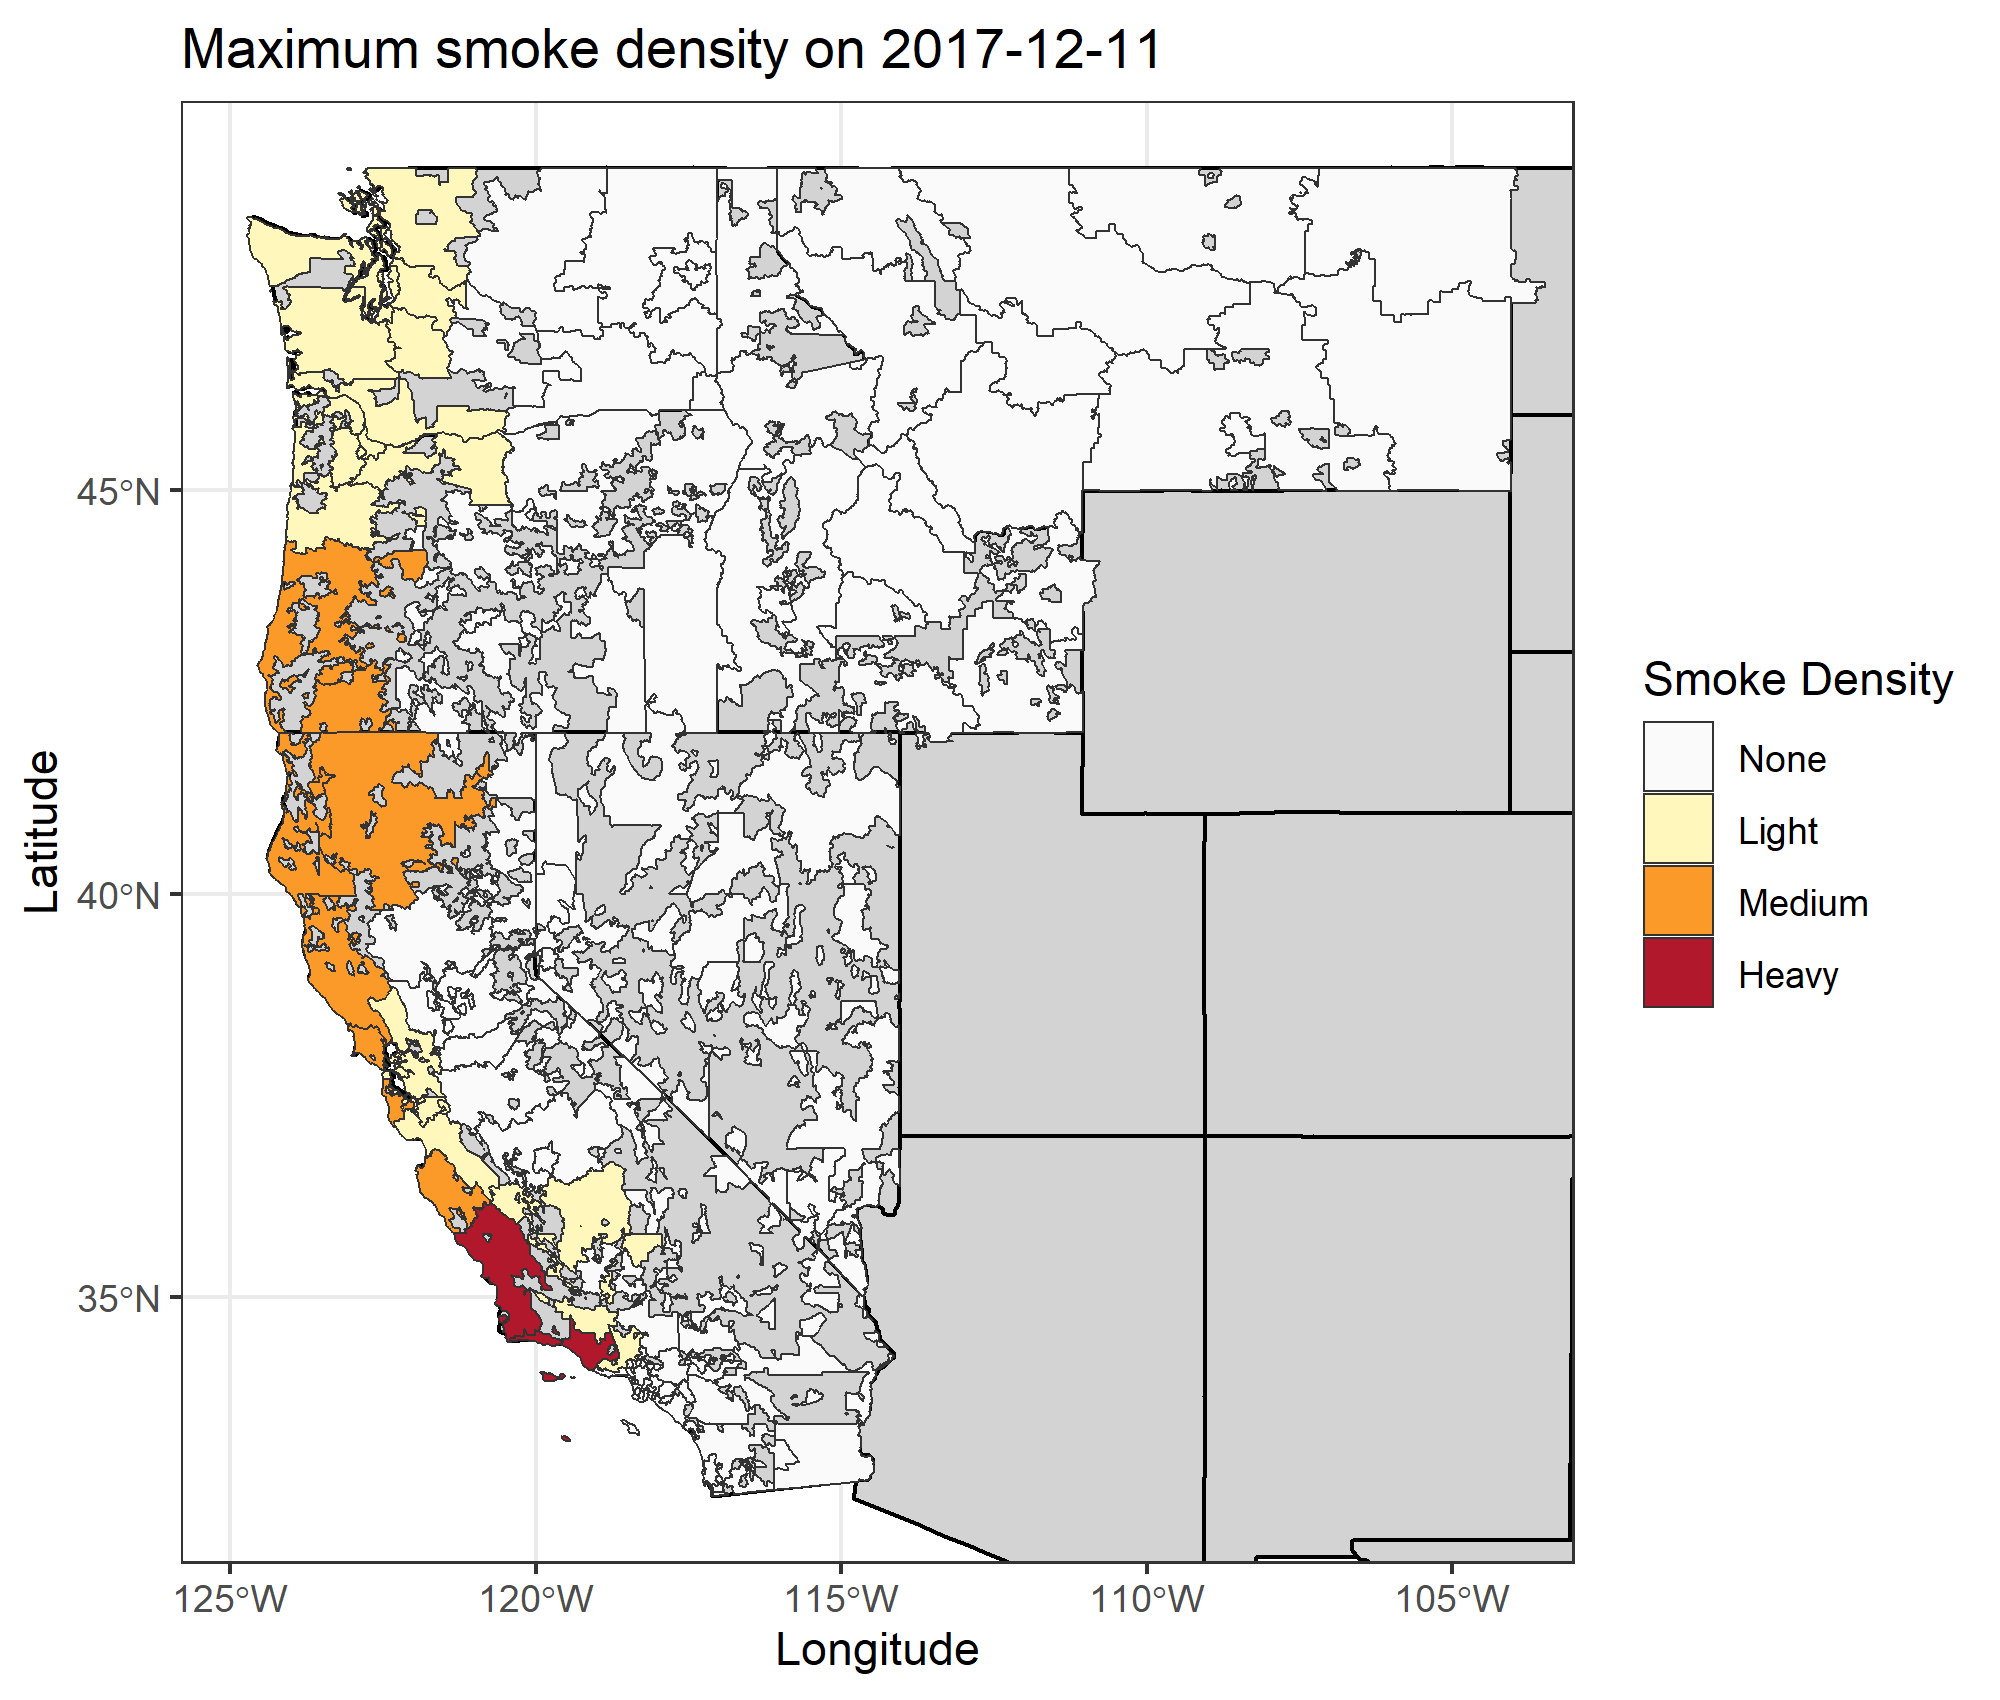 Maximum smoke density on 2017-12-11
Latitude
45°N
40°N
35°N
125°W
120°W
115°W
110°W
105°W
Longitude
Smoke Density
None
Light
Medium
Heavy